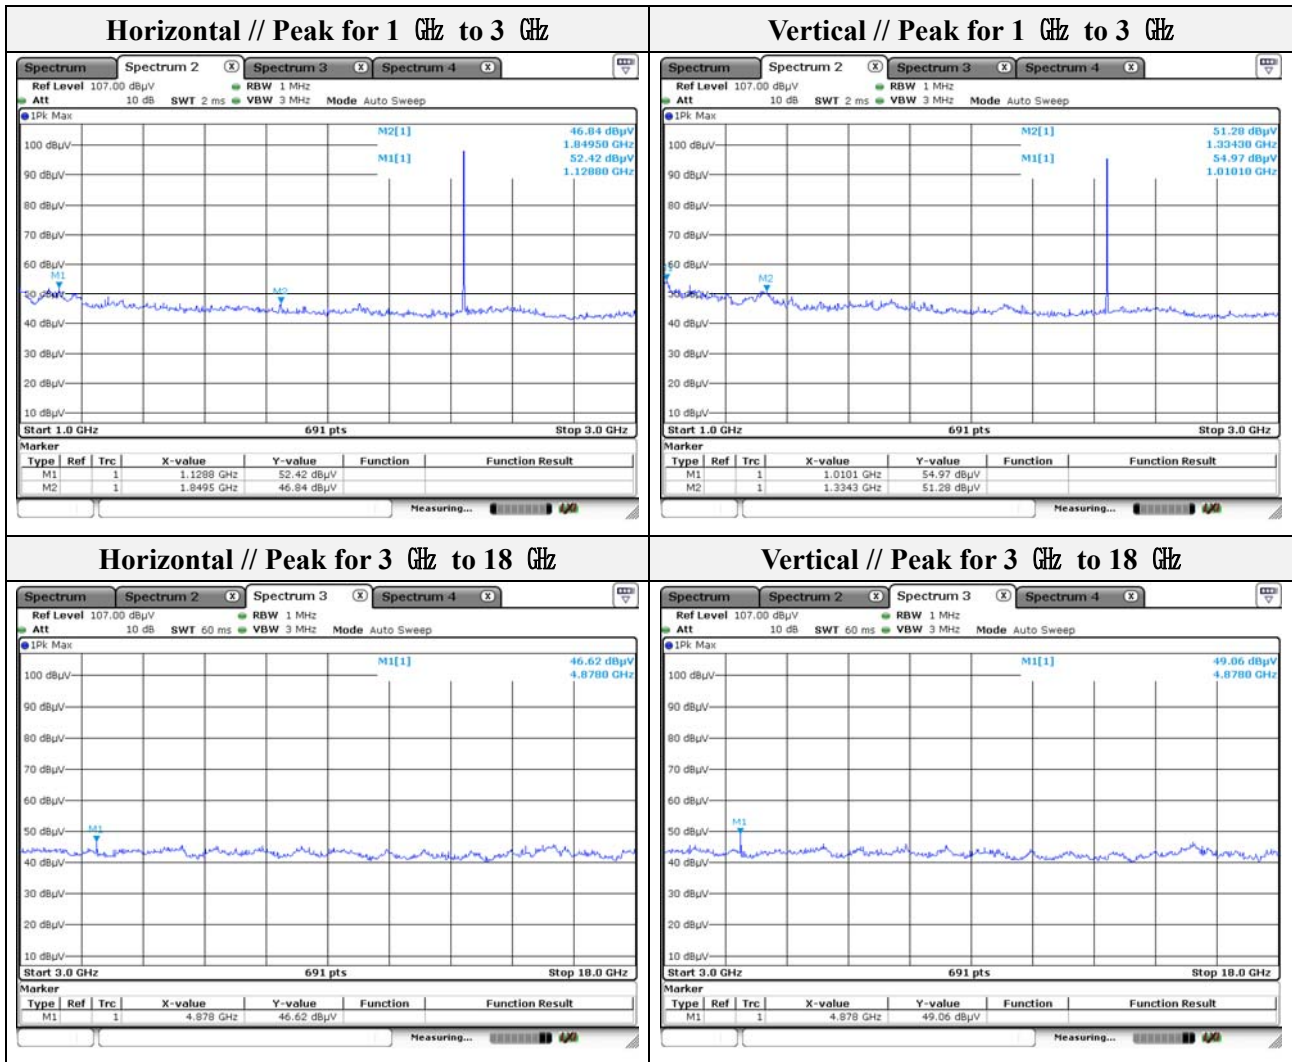 Horizontal // Peak for 1 ㎓ to 3 ㎓
Spectrum Spectrum 2 Spectrum 3 Spectrum 4
Ref Level 107.00 dBµV RBW 1 MHz
Att 10 dB SWT 2 ms VBW 3 MHz Mode Auto Sweep
1Pk Max
M2[1] 46.84 dBµV
1.84950 GHz
M1[1] 52.42 dBµV
1.12880 GHz
100 dBµV
90 dBµV
80 dBµV
70 dBµV
60 dBµV
M1
M2
50 dBµV
40 dBµV
30 dBµV
20 dBµV
10 dBµV
Start 1.0 GHz 691 pts Stop 3.0 GHz
Marker
Type Ref Trc X-value Y-value Function Function Result
M1 1 1.1288 GHz 52.42 dBµV
M2 1 1.8495 GHz 46.84 dBµV
Measuring...
Vertical // Peak for 1 ㎓ to 3 ㎓
Spectrum Spectrum 2 Spectrum 3 Spectrum 4
Ref Level 107.00 dBµV RBW 1 MHz
Att 10 dB SWT 2 ms VBW 3 MHz Mode Auto Sweep
1Pk Max
M2[1] 51.28 dBµV
1.33430 GHz
M1[1] 54.97 dBµV
1.01010 GHz
100 dBµV
90 dBµV
80 dBµV
70 dBµV
60 dBµV
M2
50 dBµV
40 dBµV
30 dBµV
20 dBµV
10 dBµV
Start 1.0 GHz 691 pts Stop 3.0 GHz
Marker
Type Ref Trc X-value Y-value Function Function Result
M1 1 1.0101 GHz 54.97 dBµV
M2 1 1.3343 GHz 51.28 dBµV
Measuring...
Horizontal // Peak for 3 ㎓ to 18 ㎓
Spectrum Spectrum 2 Spectrum 3 Spectrum 4
Ref Level 107.00 dBµV RBW 1 MHz
Att 10 dB SWT 60 ms VBW 3 MHz Mode Auto Sweep
1Pk Max
M1[1] 46.62 dBµV
4.8780 GHz
100 dBµV
90 dBµV
80 dBµV
70 dBµV
60 dBµV
50 dBµV
M1
40 dBµV
30 dBµV
20 dBµV
10 dBµV
Start 3.0 GHz 691 pts Stop 18.0 GHz
Marker
Type Ref Trc X-value Y-value Function Function Result
M1 1 4.878 GHz 46.62 dBµV
Measuring...
Vertical // Peak for 3 ㎓ to 18 ㎓
Spectrum Spectrum 2 Spectrum 3 Spectrum 4
Ref Level 107.00 dBµV RBW 1 MHz
Att 10 dB SWT 60 ms VBW 3 MHz Mode Auto Sweep
1Pk Max
M1[1] 49.06 dBµV
4.8780 GHz
100 dBµV
90 dBµV
80 dBµV
70 dBµV
60 dBµV
M1
50 dBµV
40 dBµV
30 dBµV
20 dBµV
10 dBµV
Start 3.0 GHz 691 pts Stop 18.0 GHz
Marker
Type Ref Trc X-value Y-value Function Function Result
M1 1 4.878 GHz 49.06 dBµV
Measuring...